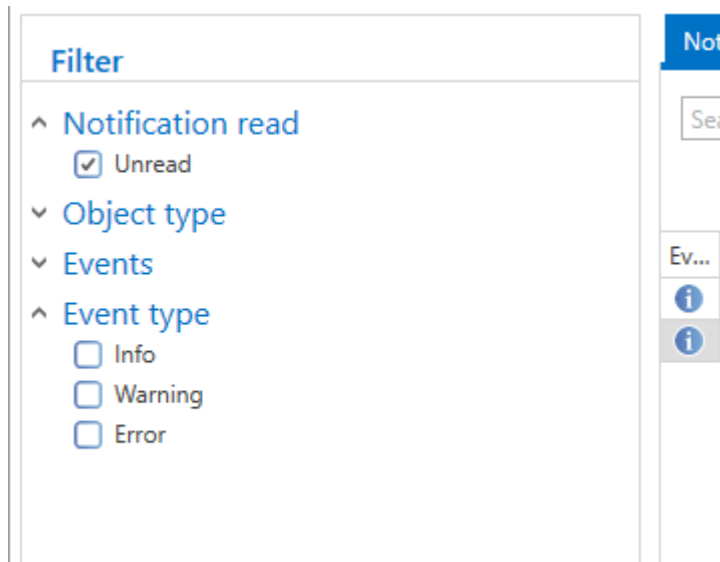 Filter
Notification read
Unread
Object type
Events
Event type
Info
Warning
Error
Not
Sea
Ev...